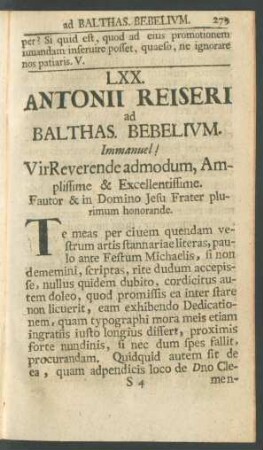 ad BALTHAS. BEBELIVM. 279
per? Si quid est, quod ad eius promotionem
iuuandam inseruire posset, quaeso, ne ignorare
nos patiaris. V.
LXX.
ANTONII REISERI
ad
BALTHAS. BEBELIVM.
Immanuel!
Vir Reverende admodum, Am-
plissime & Excellentissime.
Fautor & in Domino Jesu Frater plu-
rimum honorande.
Te meas per ciuem quendam ve-
strum artis stannariae literas, pau-
lo ante Festum Michaelis, si non
dememini, scriptas, rite dudum accepis-
se, nullus quidem dubito, cordicitus au-
tem doleo, quod promissis ea inter stare
non licuerit, eam exhibendo Dedicatio-
nem, quam typographi mora meis etiam
ingratiis iusto longius differt, proximis
forte nundinis, si nec dum spes fallit,
procurandam. Quidquid autem sit de
ea, quam adpendicis loco de Dno Cle-
S 4 men-